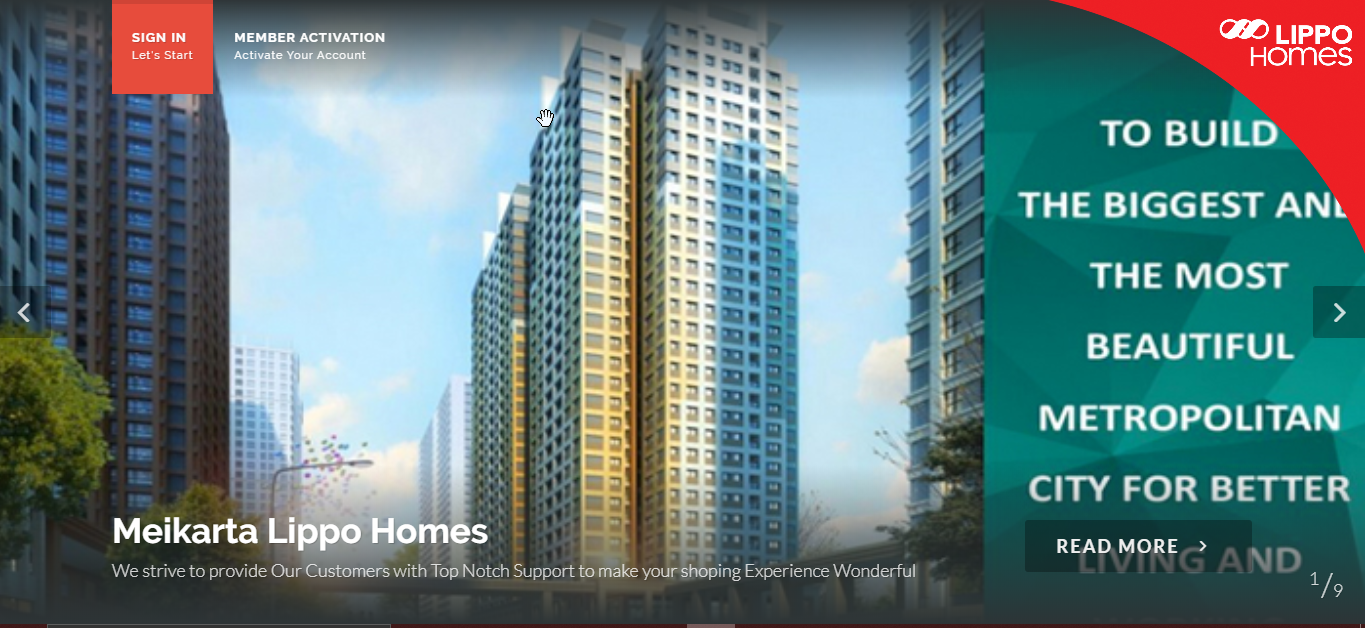 SIGN IN
Let's Start
MEMBER ACTIVATION
Activate Your Account
LIPPO
Homes
TO BUILD
THE BIGGEST AND
THE MOST
BEAUTIFUL
METROPOLITAN
CITY FOR BETTER
LIVING AND
READ MORE
Meikarta Lippo Homes
We strive to provide Our Customers with Top Notch Support to make your shoping Experience Wonderful
1/9